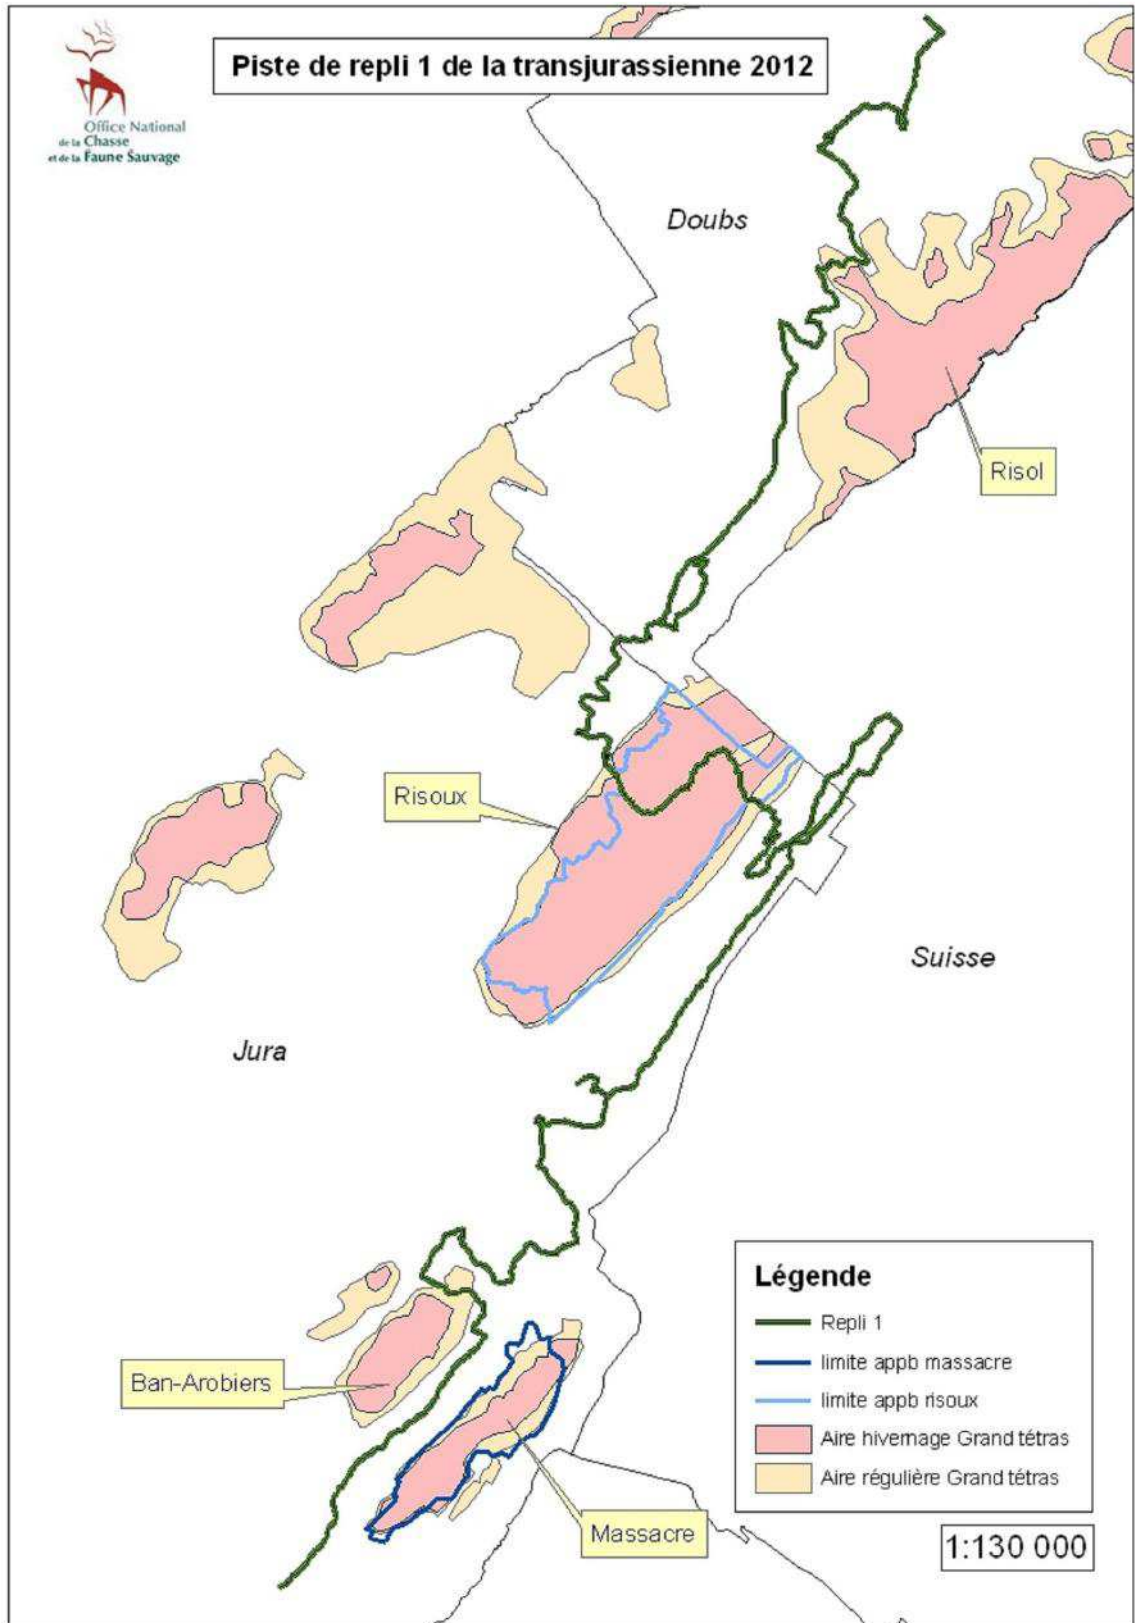 Piste de repli 1 de la transjurassienne 2012
Office National
de la Chasse
et de la Faune Sauvage
Doubs
Risol
Risoux
Suisse
Jura
Ban-Arobiers
Massacre
Légende
Repli 1
limite appb massacre
limite appb risoux
Aire hivernage Grand tétras
Aire régulière Grand tétras
1:130 000